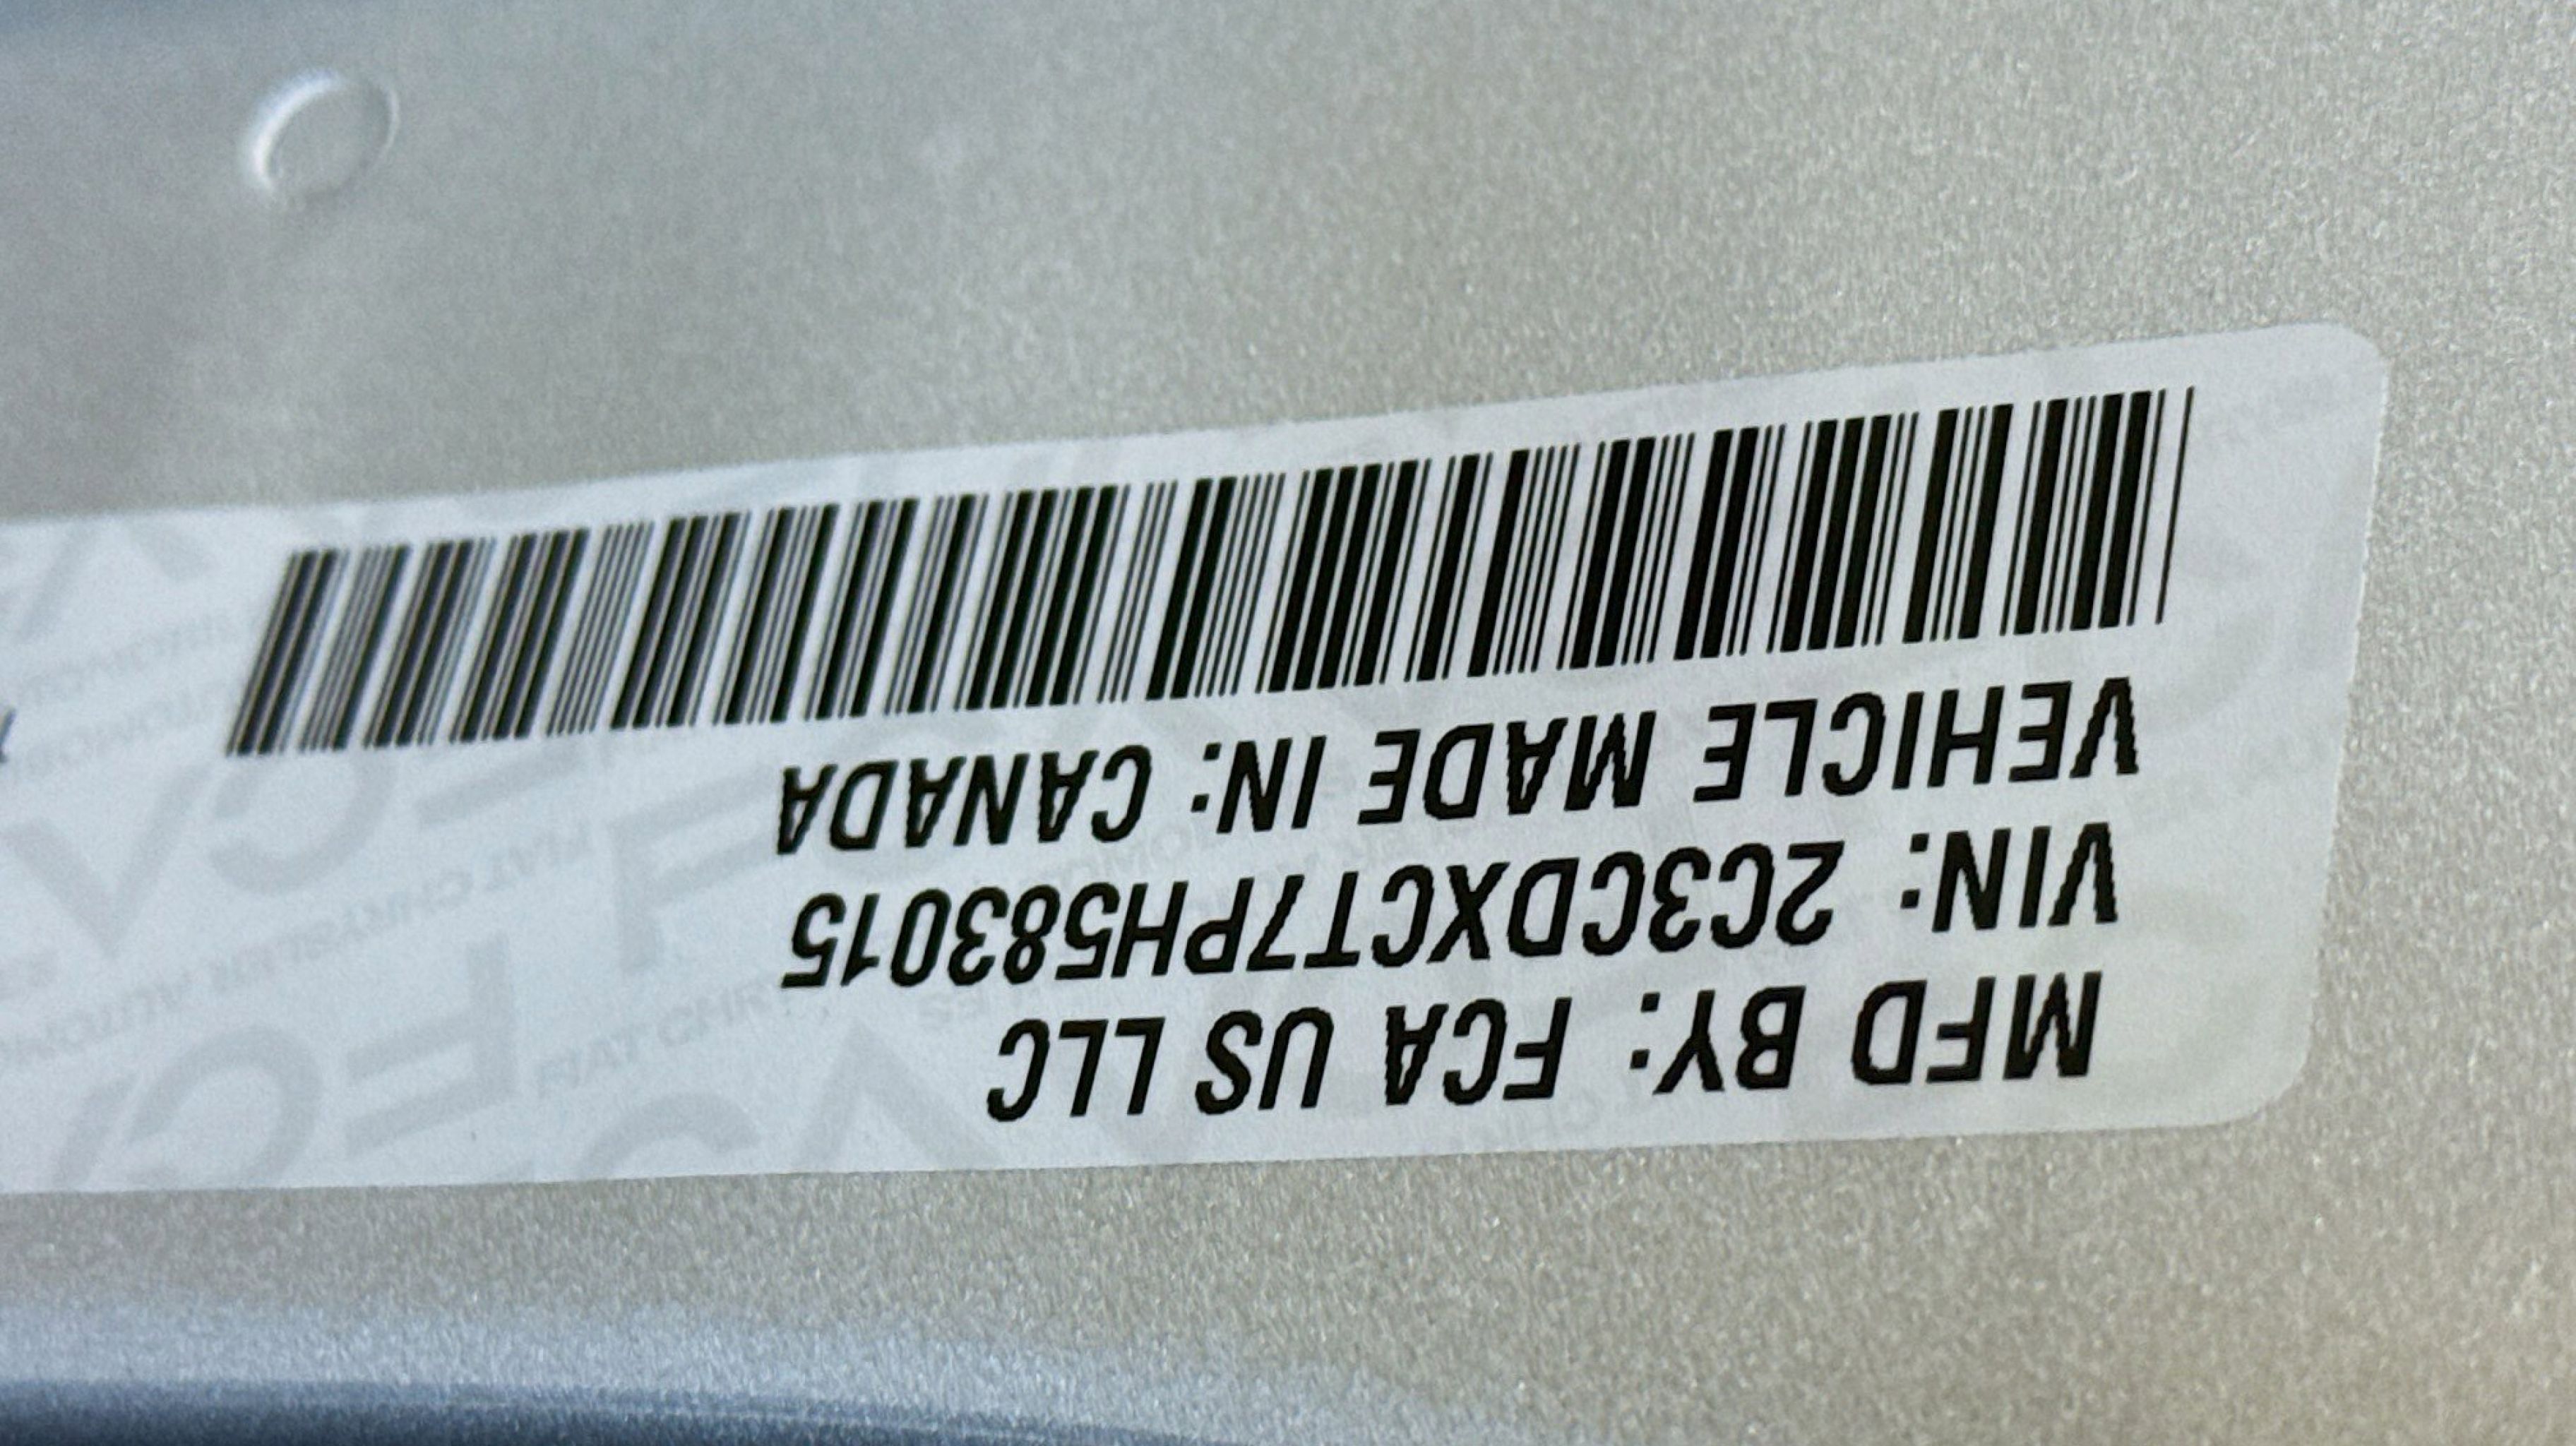 MFD BY: FCA US LLC
VIN: 2C3CDXCT7PH583015
VEHICLE MADE IN: CANADA